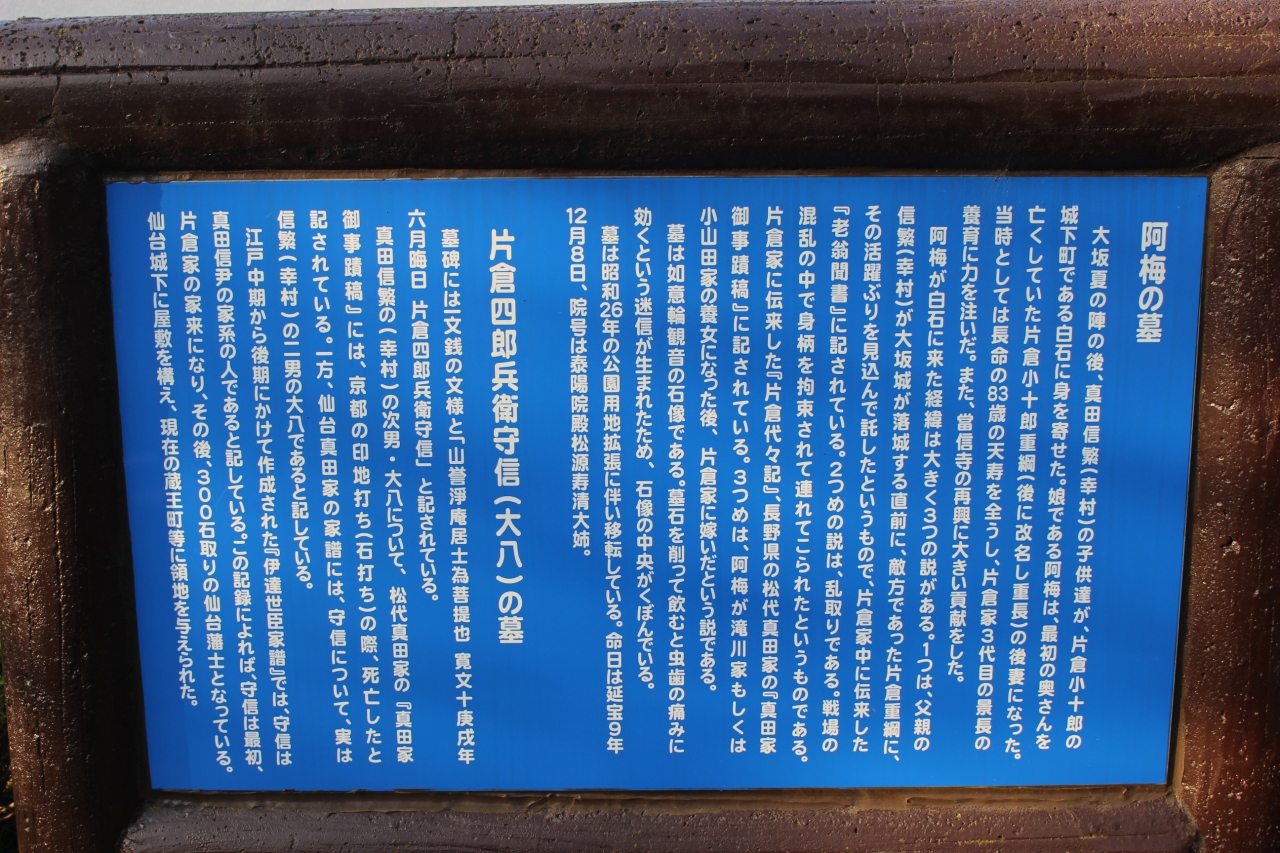 阿梅の墓
大坂夏の陣の後、真田信繁(幸村)の子供達が、片倉小十郎の
城下町である白石に身を寄せた。娘である阿梅は、最初の奥さんを
亡くしていた片倉小十郎重綱(後に改名し重長)の後妻になった。
当時としては長命の83歳の天寿を全うし、片倉家3代目の景長の
養育に力を注いだ。また、當信寺の再興に大きい貢献をした。
阿梅が白石に来た経緯は大きく3つの説がある。1つは、父親の
信繁(幸村)が大坂城が落城する直前に、敵方であった片倉重綱に、
その活躍ぶりを見込んで託したというもので、片倉家中に伝来した
『老翁聞書』に記されている。2つめの説は、乱取りである。戦場の
混乱の中で身柄を拘束されて連れてこられたというものである。
片倉家に伝来した『片倉代々記』、長野県の松代真田家の『真田家
御事蹟稿』に記されている。3つめは、阿梅が滝川家もしくは
小山田家の養女になった後、片倉家に嫁いだという説である。
墓は如意輪観音の石像である。墓石を削って飲むと虫歯の痛みに
効くという迷信が生まれたため、石像の中央がくぼんでいる。
墓は昭和26年の公園用地拡張に伴い移転している。命日は延宝9年
12月8日、院号は泰陽院殿松源寿清大姉。
片倉四郎兵衛守信(大八)の墓
墓碑には一文銭の文様と「山誉淨庵居士為菩提也 寛文十庚戌年
六月晦日 片倉四郎兵衛守信」と記されている。
真田信繁の(幸村)の次男・大八について、松代真田家の『真田家
御事蹟稿』には、京都の印地打ち(石打ち)の際、死亡したと
記されている。一方、仙台真田家の家譜には、守信について、実は
信繁(幸村)の二男の大八であると記している。
江戸中期から後期にかけて作成された『伊達世臣家譜』では、守信は
真田信尹の家系の人であると記している。この記録によれば、守信は最初、
片倉家の家来になり、その後、300石取りの仙台藩士となっている。
仙台城下に屋敷を構え、現在の蔵王町等に領地を与えられた。